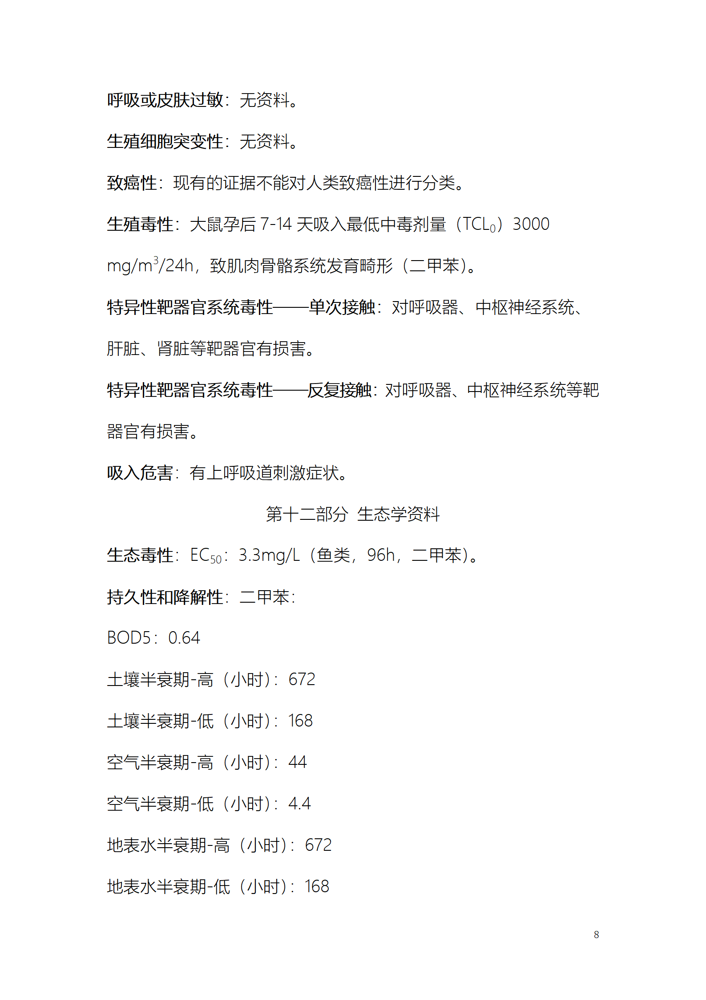 呼吸或皮肤过敏：无资料。
生殖细胞突变性：无资料。
致癌性：现有的证据不能对人类致癌性进行分类。
生殖毒性：大鼠孕后 7-14 天吸入最低中毒剂量（TCL₀）3000
mg/m³/24h，致肌肉骨骼系统发育畸形（二甲苯）。
特异性靶器官系统毒性——单次接触：对呼吸器、中枢神经系统、
肝脏、肾脏等靶器官有损害。
特异性靶器官系统毒性——反复接触：对呼吸器、中枢神经系统等靶
器官有损害。
吸入危害：有上呼吸道刺激症状。
第十二部分 生态学资料
生态毒性：EC₅₀：3.3mg/L（鱼类，96h，二甲苯）。
持久性和降解性：二甲苯：
BOD5：0.64
土壤半衰期-高（小时）：672
土壤半衰期-低（小时）：168
空气半衰期-高（小时）：44
空气半衰期-低（小时）：4.4
地表水半衰期-高（小时）：672
地表水半衰期-低（小时）：168
8